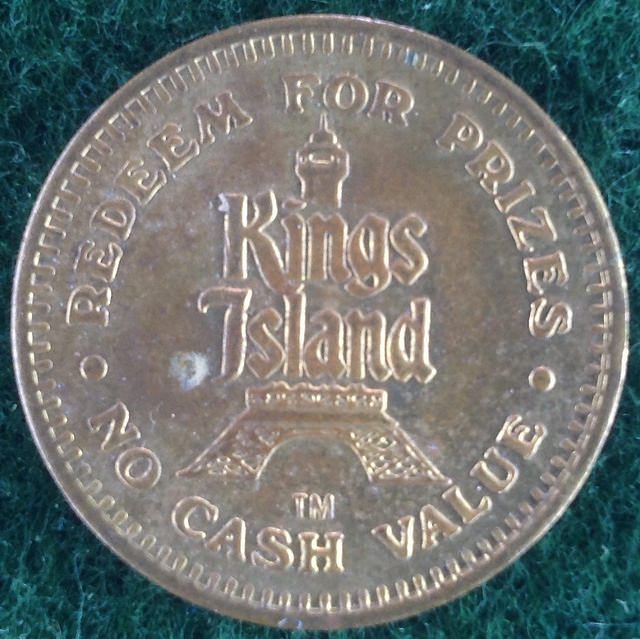 REDEEM FOR PRIZES
Kings
Island
TM
• NO CASH VALUE •